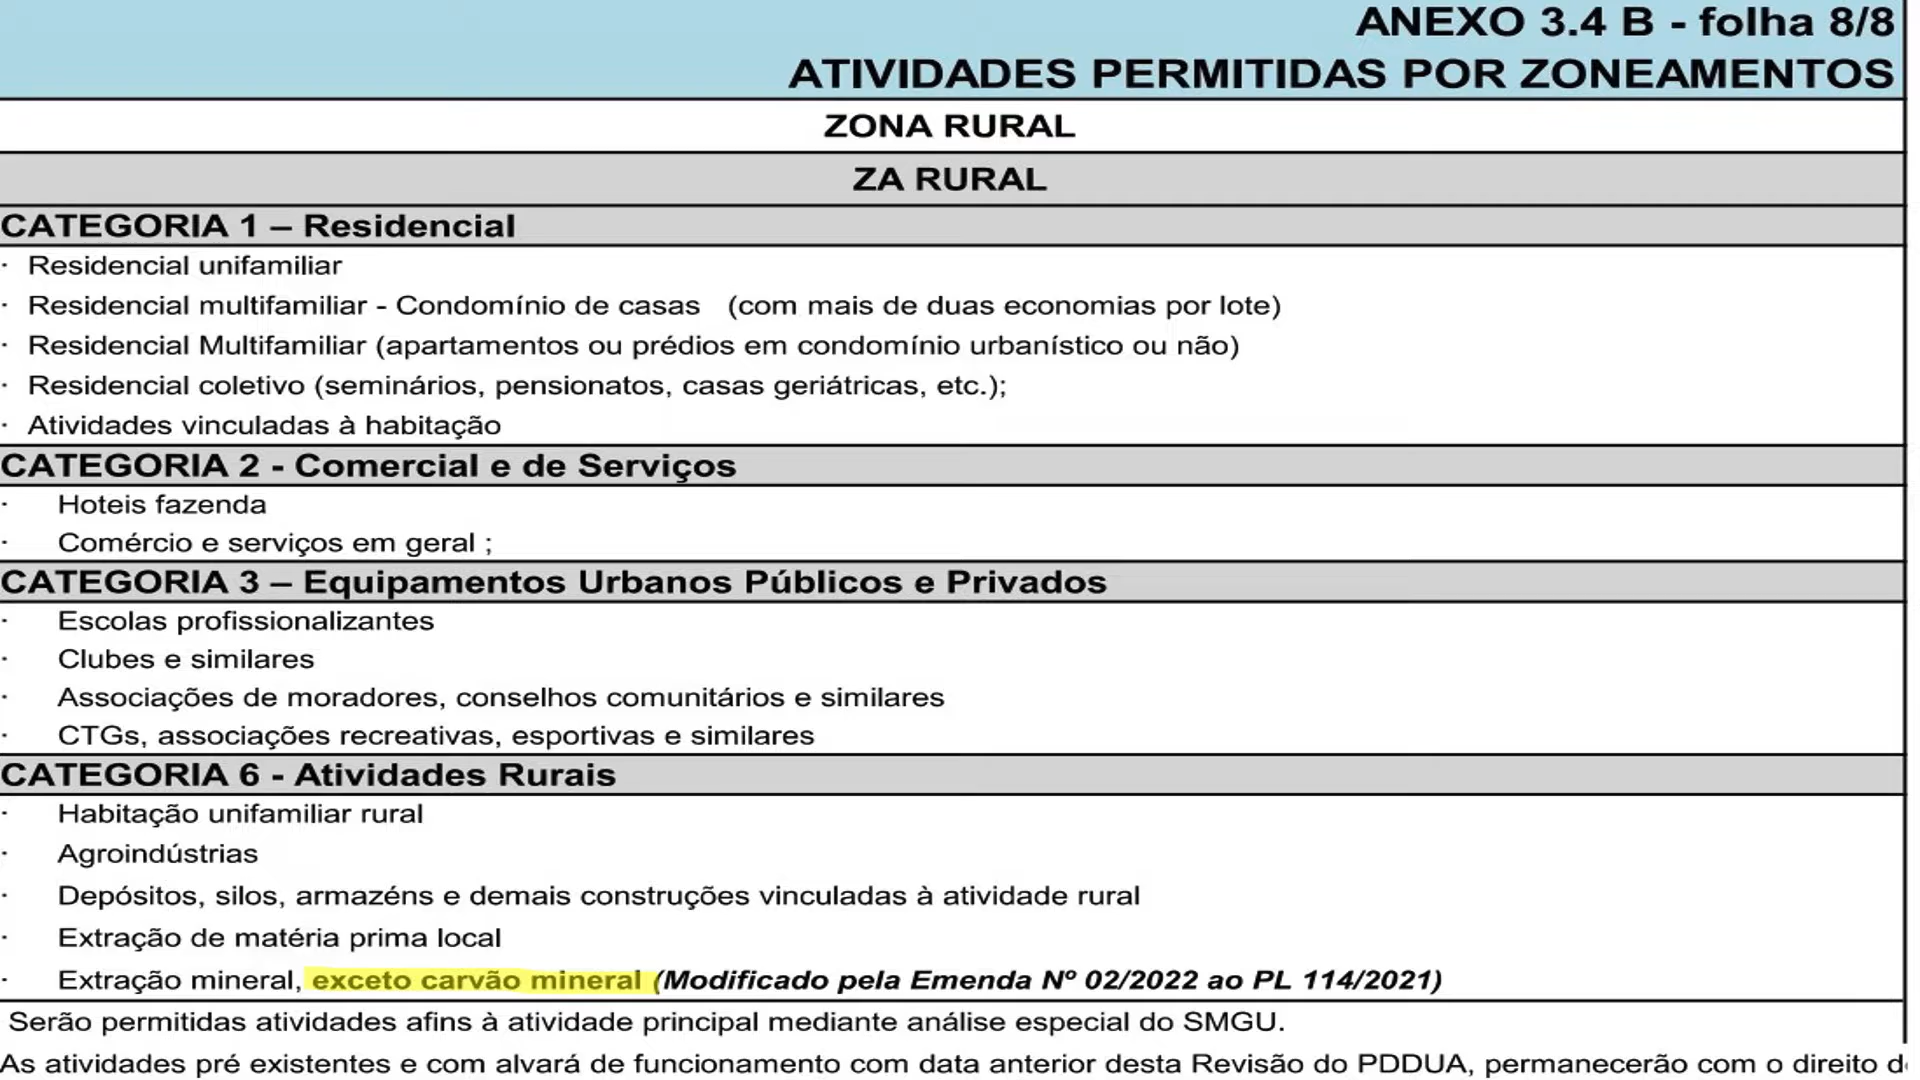 ANEXO 3.4 B - folha 8/8
ATIVIDADES PERMITIDAS POR ZONEAMENTOS
ZONA RURAL
ZA RURAL
CATEGORIA 1 – Residencial
· Residencial unifamiliar
· Residencial multifamiliar - Condomínio de casas (com mais de duas economias por lote)
· Residencial Multifamiliar (apartamentos ou prédios em condomínio urbanístico ou não)
· Residencial coletivo (seminários, pensionatos, casas geriátricas, etc.);
· Atividades vinculadas à habitação
CATEGORIA 2 - Comercial e de Serviços
· Hoteis fazenda
· Comércio e serviços em geral ;
CATEGORIA 3 – Equipamentos Urbanos Públicos e Privados
· Escolas profissionalizantes
· Clubes e similares
· Associações de moradores, conselhos comunitários e similares
· CTGs, associações recreativas, esportivas e similares
CATEGORIA 6 - Atividades Rurais
· Habitação unifamiliar rural
· Agroindústrias
· Depósitos, silos, armazéns e demais construções vinculadas à atividade rural
· Extração de matéria prima local
· Extração mineral, exceto carvão mineral (Modificado pela Emenda Nº 02/2022 ao PL 114/2021)
Serão permitidas atividades afins à atividade principal mediante análise especial do SMGU.
As atividades pré existentes e com alvará de funcionamento com data anterior desta Revisão do PDDUA, permanecerão com o direito